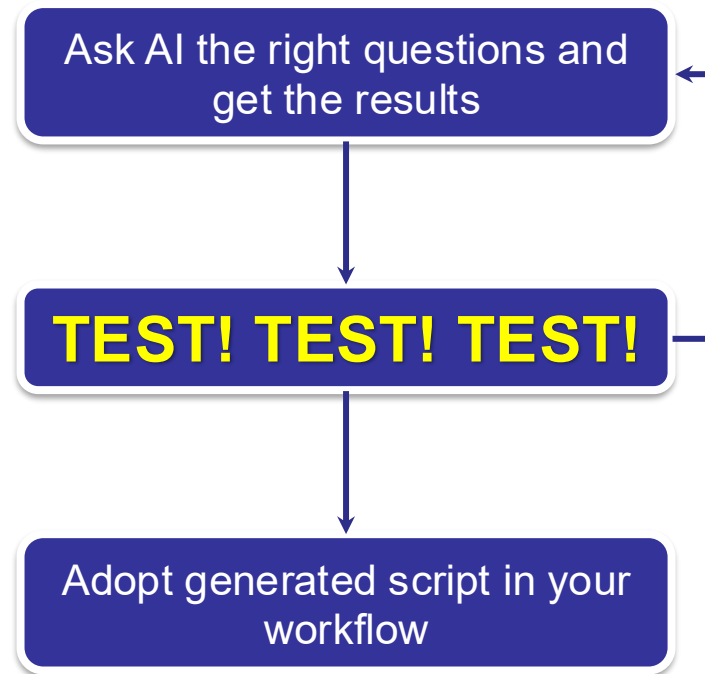 Ask AI the right questions and
get the results
TEST! TEST! TEST!
Adopt generated script in your
workflow